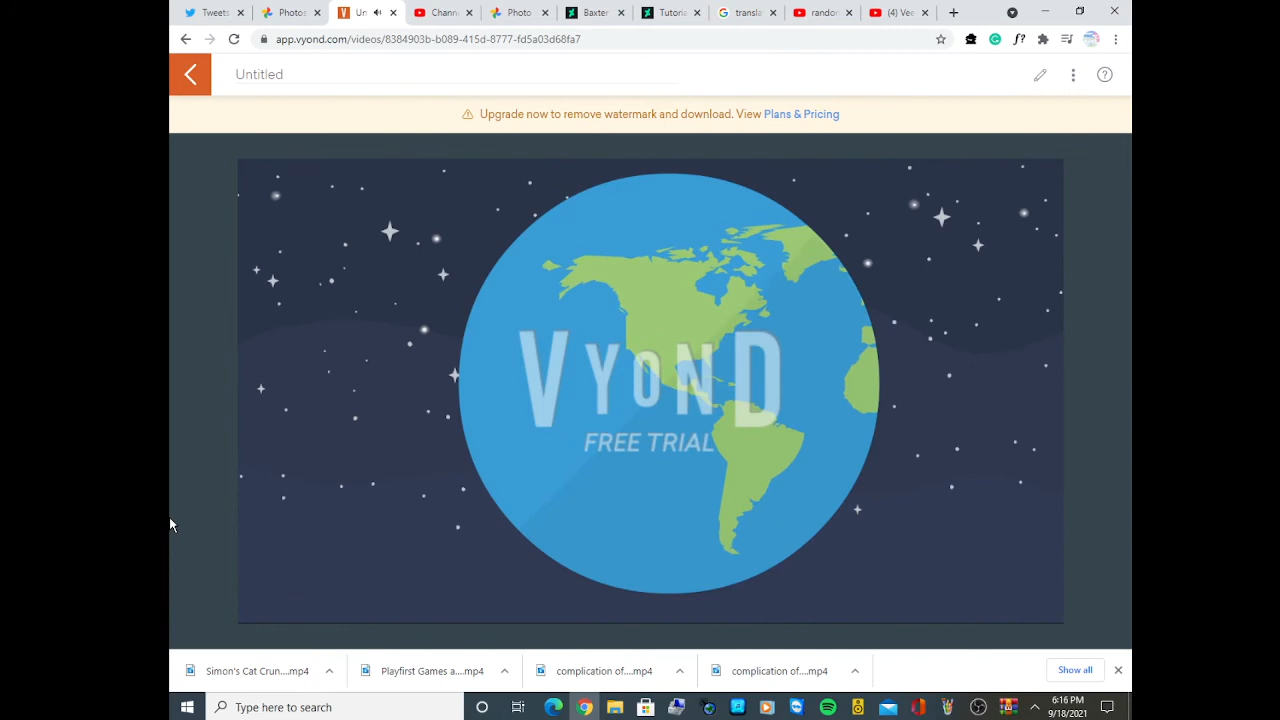 Tweets
Photos
Un
Chann
Photo
Baxter
Tutoria
transla
randor
(4) Vee
app.vyond.com/videos/8384903b-b089-415d-8777-fd5a03d68fa7
f?
Untitled
Upgrade now to remove watermark and download. View Plans & Pricing
VYOND
FREE TRIAL
Simon's Cat Crun....mp4
Playfirst Games a....mp4
complication of....mp4
complication of....mp4
Show all
Type here to search
6:16 PM
9/18/2021